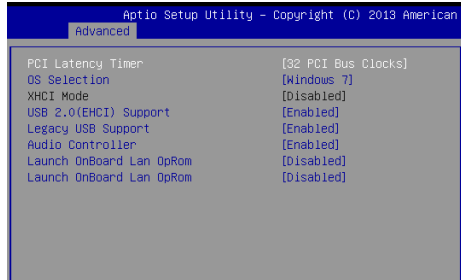 Aptio Setup Utility – Copyright (C) 2013 American
Advanced
PCI Latency Timer [32 PCI Bus Clocks]
OS Selection [Windows 7]
XHCI Mode [Disabled]
USB 2.0(EHCI) Support [Enabled]
Legacy USB Support [Enabled]
Audio Controller [Enabled]
Launch OnBoard Lan OpRom [Disabled]
Launch OnBoard Lan OpRom [Disabled]